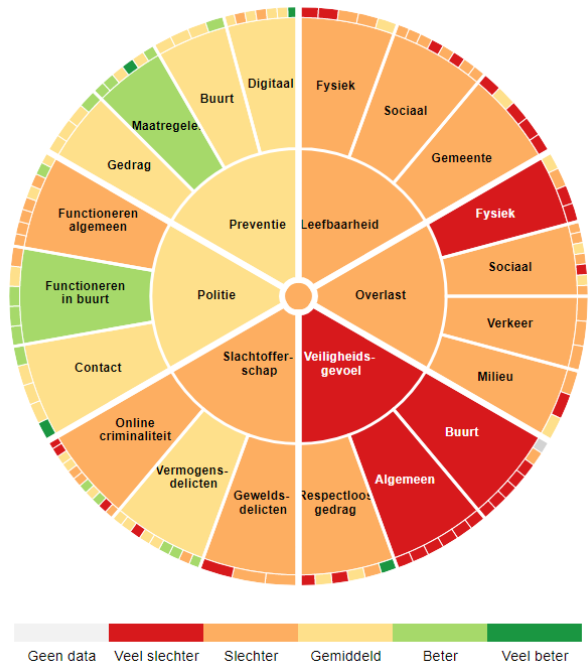 Digitaal
Fysiek
Buurt
Sociaal
Maatregele
Gemeente
Gedrag
Preventie
Leefbaarheid
Functioneren
algemeen
Fysiek
Functioneren
in buurt
Politie
Overlast
Sociaal
Verkeer
Contact
Slachtoffer-
schap
Veiligheids-
gevoel
Milieu
Online
criminaliteit
Buurt
Vermogens-
delicten
Algemeen
Gewelds-
delicten
Respectloos
gedrag
Geen data
Veel slechter
Slechter
Gemiddeld
Beter
Veel beter